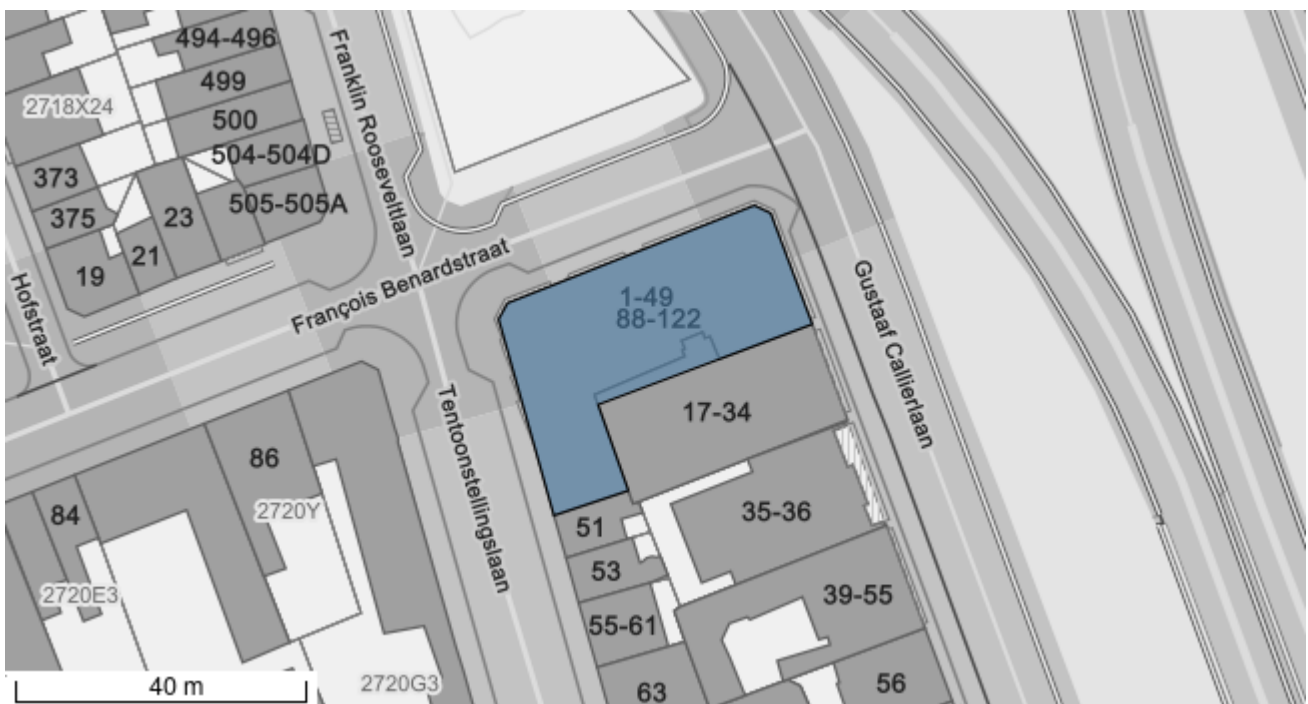 494-496
499
2718X24
500
504-504D
373
505-505A
375
23
21
19
Hofstraat
Franklin Rooseveltlaan
François Benardstraat
1-49
88-122
Gustaaf Callierlaan
17-34
Tentoonstellingslaan
86
84
2720Y
35-36
51
53
2720E3
39-55
55-61
63
56
2720G3
40 m